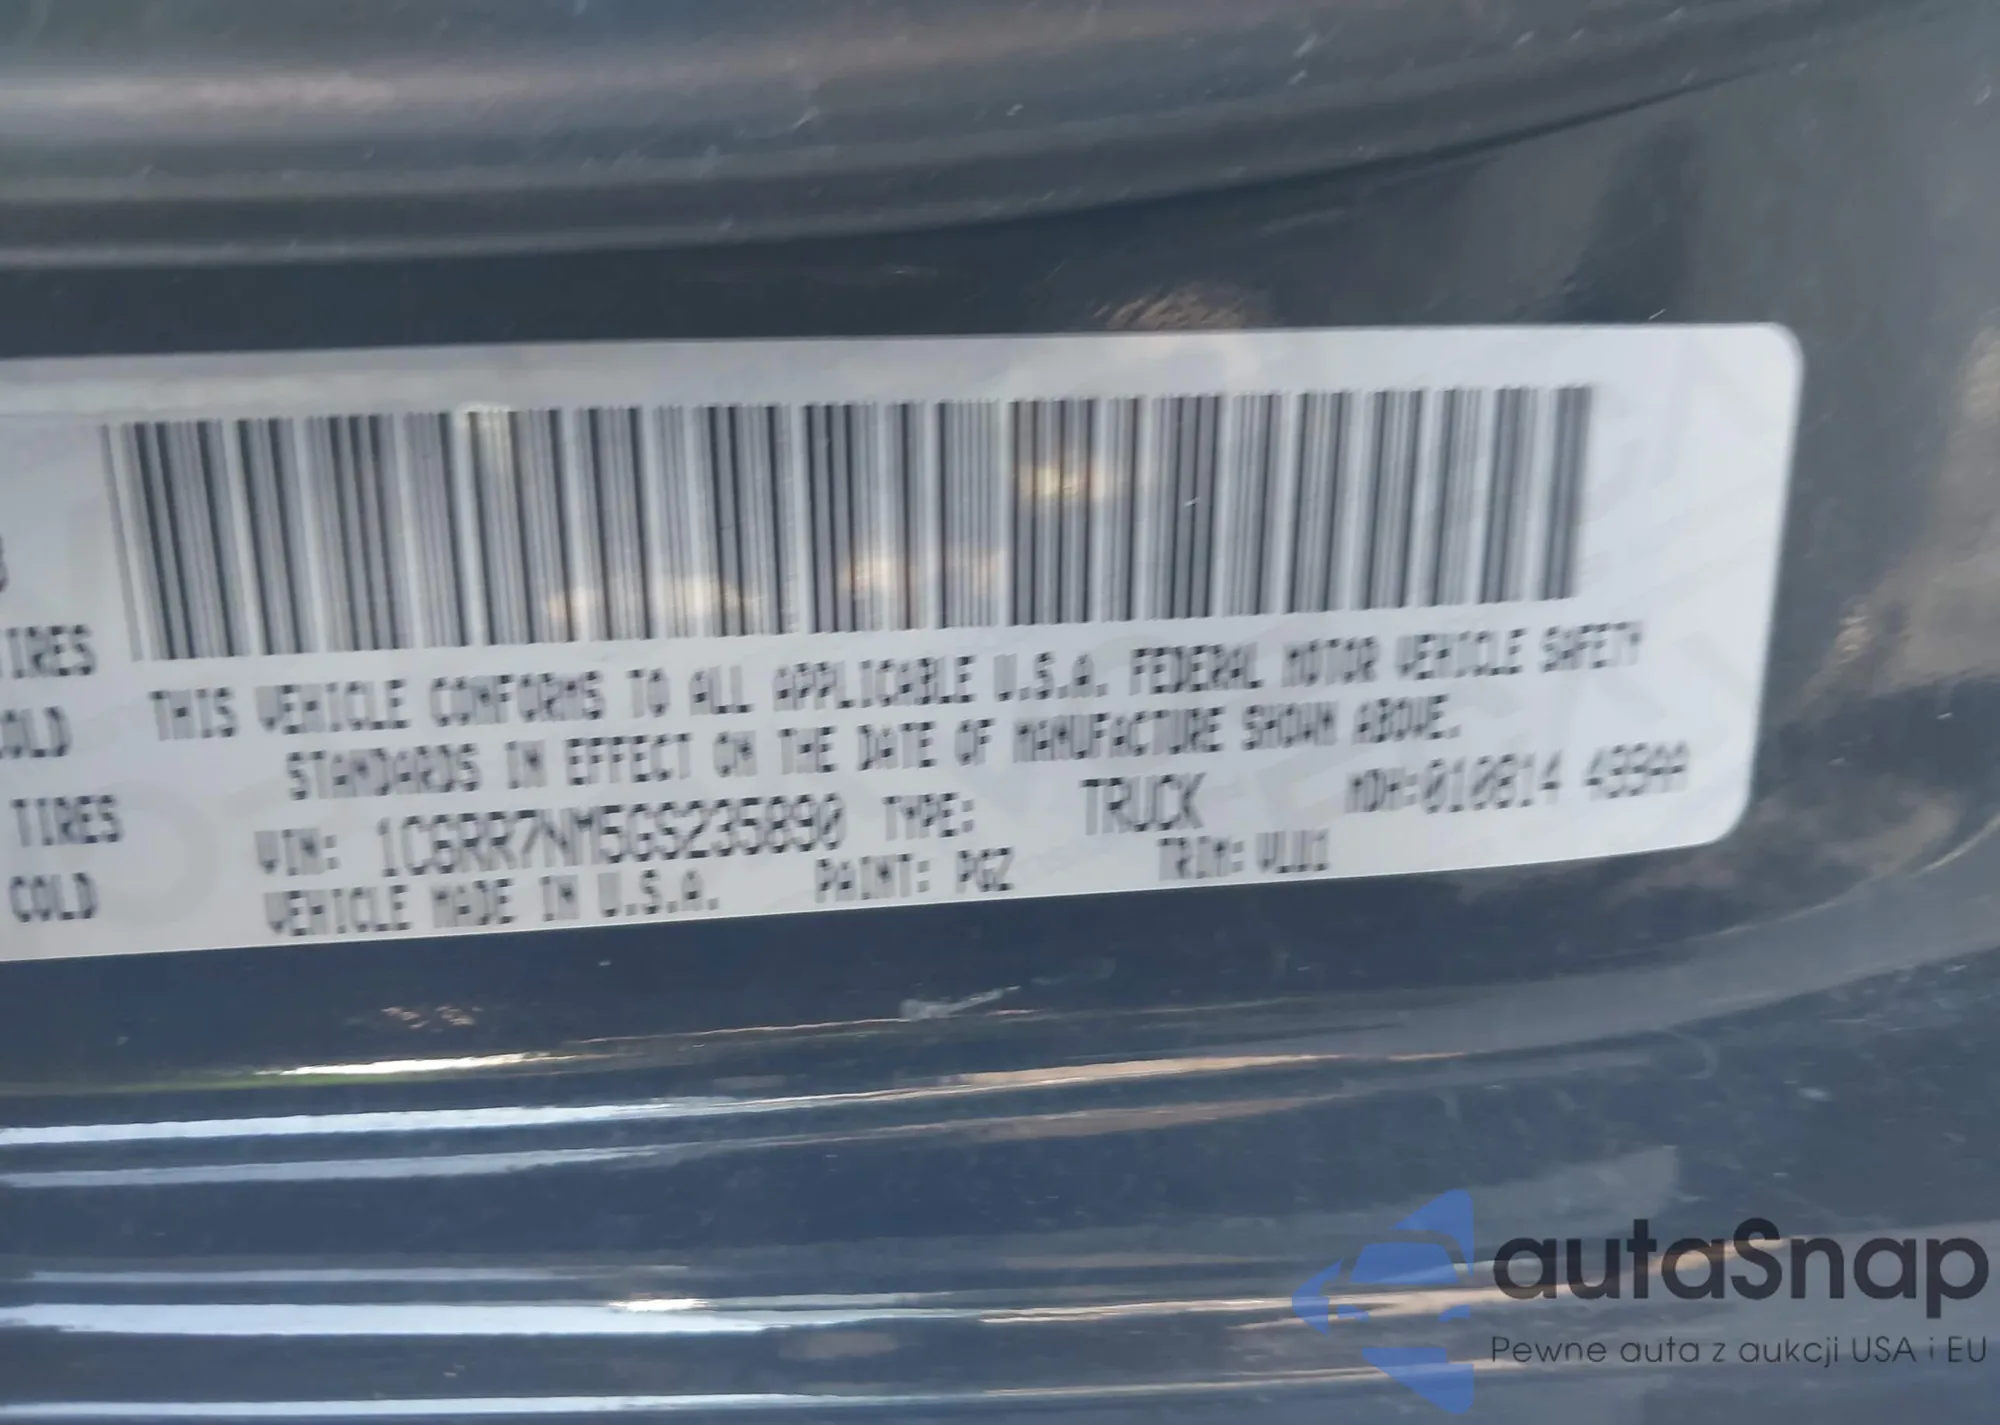 TIRES
COLD
TIRES
COLD
THIS VEHICLE CONFORMS TO ALL APPLICABLE U.S.A. FEDERAL MOTOR VEHICLE SAFETY
STANDARDS IN EFFECT ON THE DATE OF MANUFACTURE SHOWN ABOVE.
VIN: 1C6RR7NM5GS235890 TYPE: TRUCK MDH:010814 499AA
VEHICLE MADE IN U.S.A. PAINT: PGZ TRIM:
autaSnap
Pewne auta z aukcji USA i EU